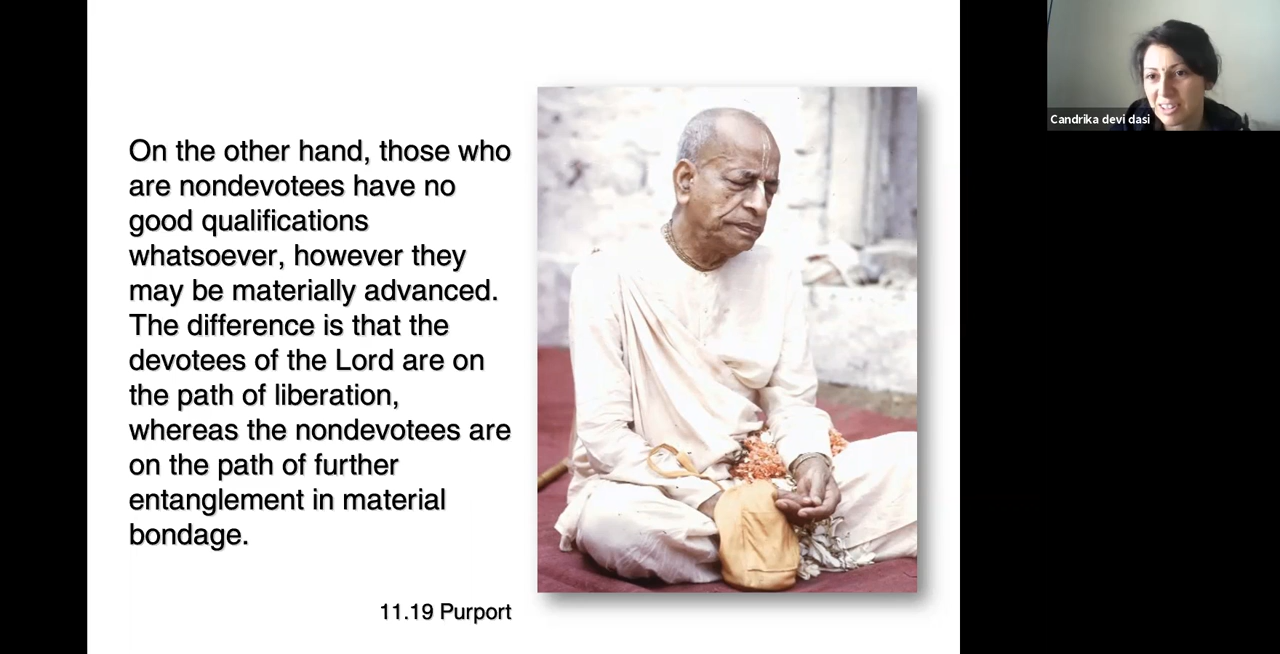 On the other hand, those who
are nondevotees have no
good qualifications
whatsoever, however they
may be materially advanced.
The difference is that the
devotees of the Lord are on
the path of liberation,
whereas the nondevotees are
on the path of further
entanglement in material
bondage.
11.19 Purport
Candrika devi dasi